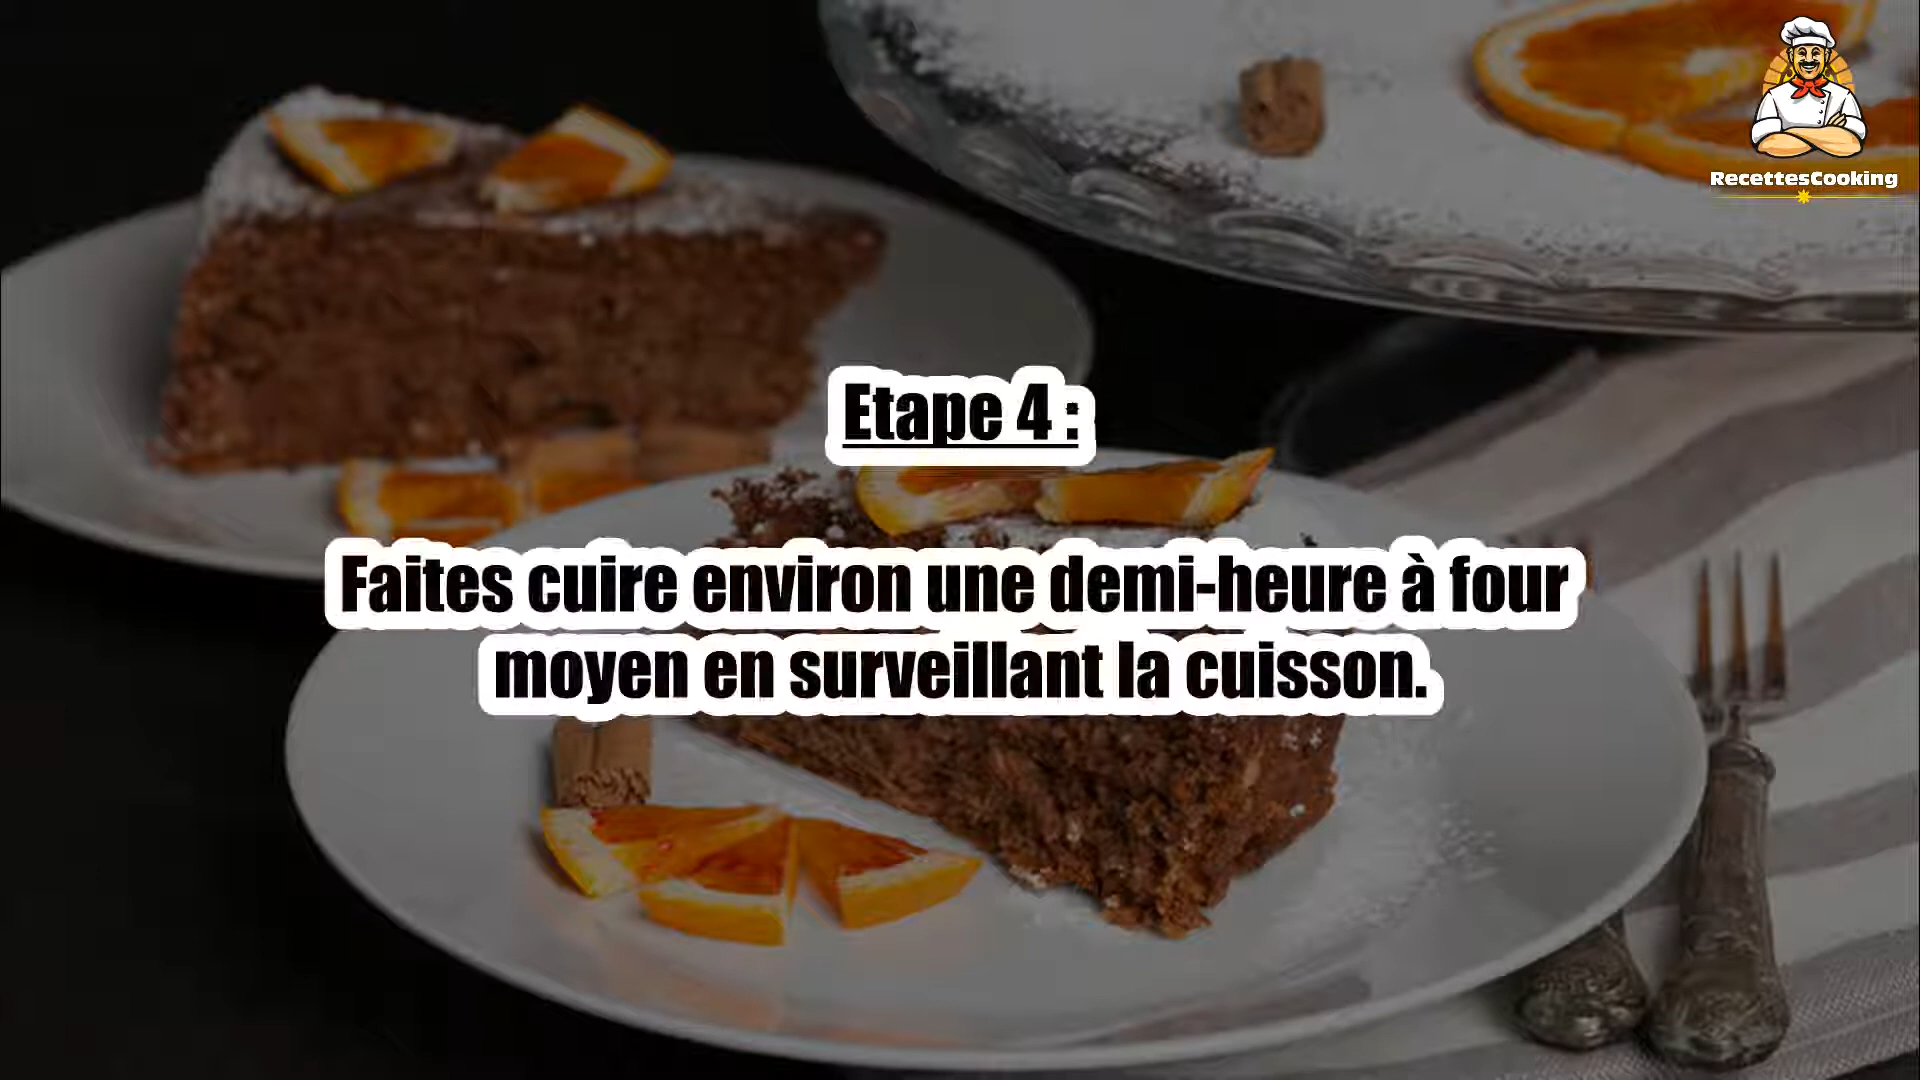 RecettesCooking
Etape 4 :
Faites cuire environ une demi-heure à four
moyen en surveillant la cuisson.